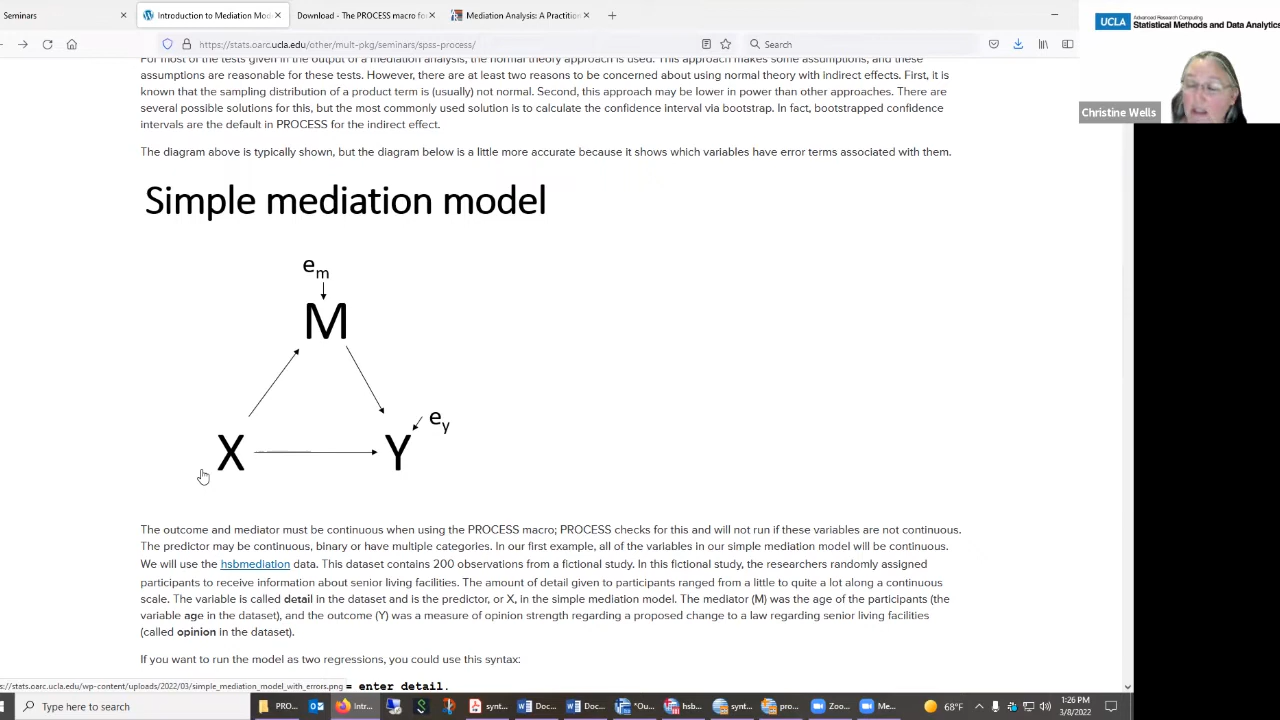 Seminars
Introduction to Mediation Mod
Download - The PROCESS macro fo
Mediation Analysis: A Practition
UCLA
Advanced Research Computing
Statistical Methods and Data Analytics
https://stats.oarc.ucla.edu/other/mult-pkg/seminars/spss-process/
Search
Christine Wells
For most of the tests given in the output of a mediation analysis, the normal theory approach is used. This approach makes some assumptions, and these
assumptions are reasonable for these tests. However, there are at least two reasons to be concerned about using normal theory with indirect effects. First, it is
known that the sampling distribution of a product term is (usually) not normal. Second, this approach may be lower in power than other approaches. There are
several possible solutions for this, but the most commonly used solution is to calculate the confidence interval via bootstrap. In fact, bootstrapped confidence
intervals are the default in PROCESS for the indirect effect.
The diagram above is typically shown, but the diagram below is a little more accurate because it shows which variables have error terms associated with them.
Simple mediation model
em
M
ey
X
Y
The outcome and mediator must be continuous when using the PROCESS macro; PROCESS checks for this and will not run if these variables are not continuous.
The predictor may be continuous, binary or have multiple categories. In our first example, all of the variables in our simple mediation model will be continuous.
We will use the hsbmediation data. This dataset contains 200 observations from a fictional study. In this fictional study, the researchers randomly assigned
participants to receive information about senior living facilities. The amount of detail given to participants ranged from a little to quite a lot along a continuous
scale. The variable is called detail in the dataset and is the predictor, or X, in the simple mediation model. The mediator (M) was the age of the participants (the
variable age in the dataset), and the outcome (Y) was a measure of opinion strength regarding a proposed change to a law regarding senior living facilities
(called opinion in the dataset).
If you want to run the model as two regressions, you could use this syntax:
s://stats.oarc.ucla.edu/wp-content/uploads/2022/03/simple_mediation_model_with_errors.png = enter detail.
Type here to search
PRO...
Intr...
synt...
Doc...
Doc...
*Ou...
hsb...
synt...
pro...
Zoo...
Me...
68°F
1:26 PM
3/8/2022